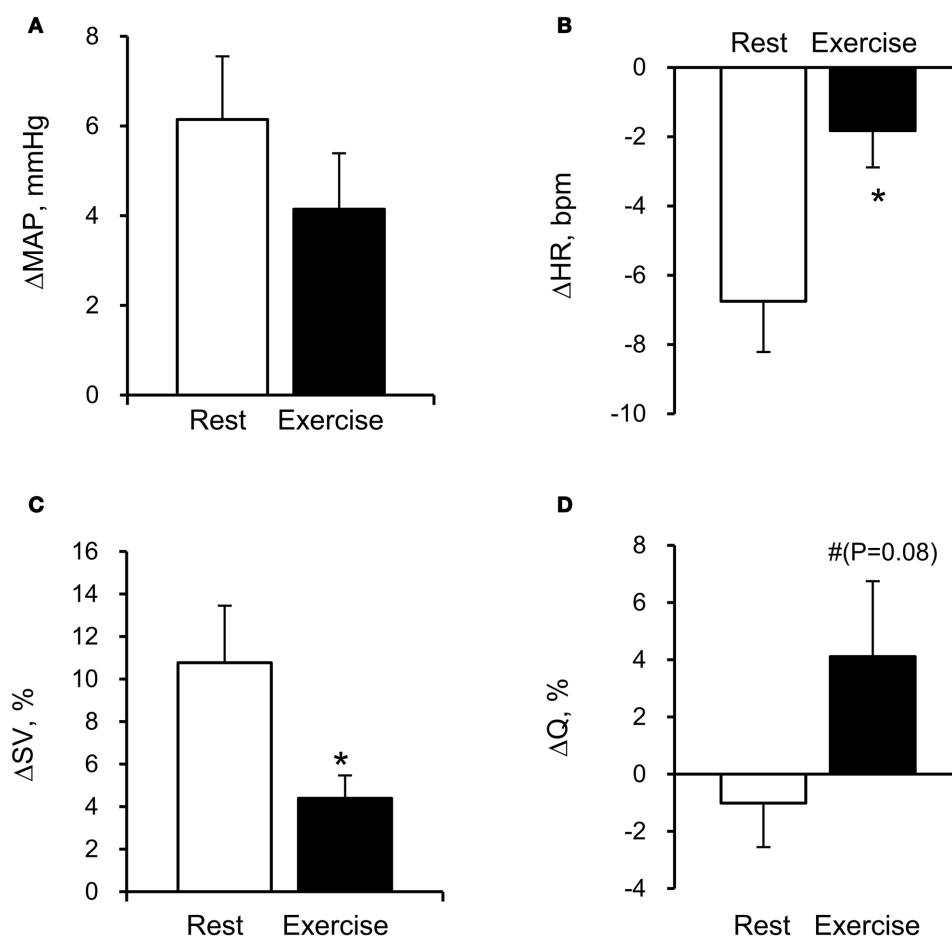 A
8
6
4
2
0
ΔMAP, mmHg
Rest Exercise
B
Rest Exercise
0
-2
-4
-6
-8
-10
ΔHR, bpm
*
C
16
14
12
10
8
6
4
2
0
ΔSV, %
*
Rest Exercise
D
8
6
4
2
0
-2
-4
ΔQ, %
#(P=0.08)
Rest Exercise